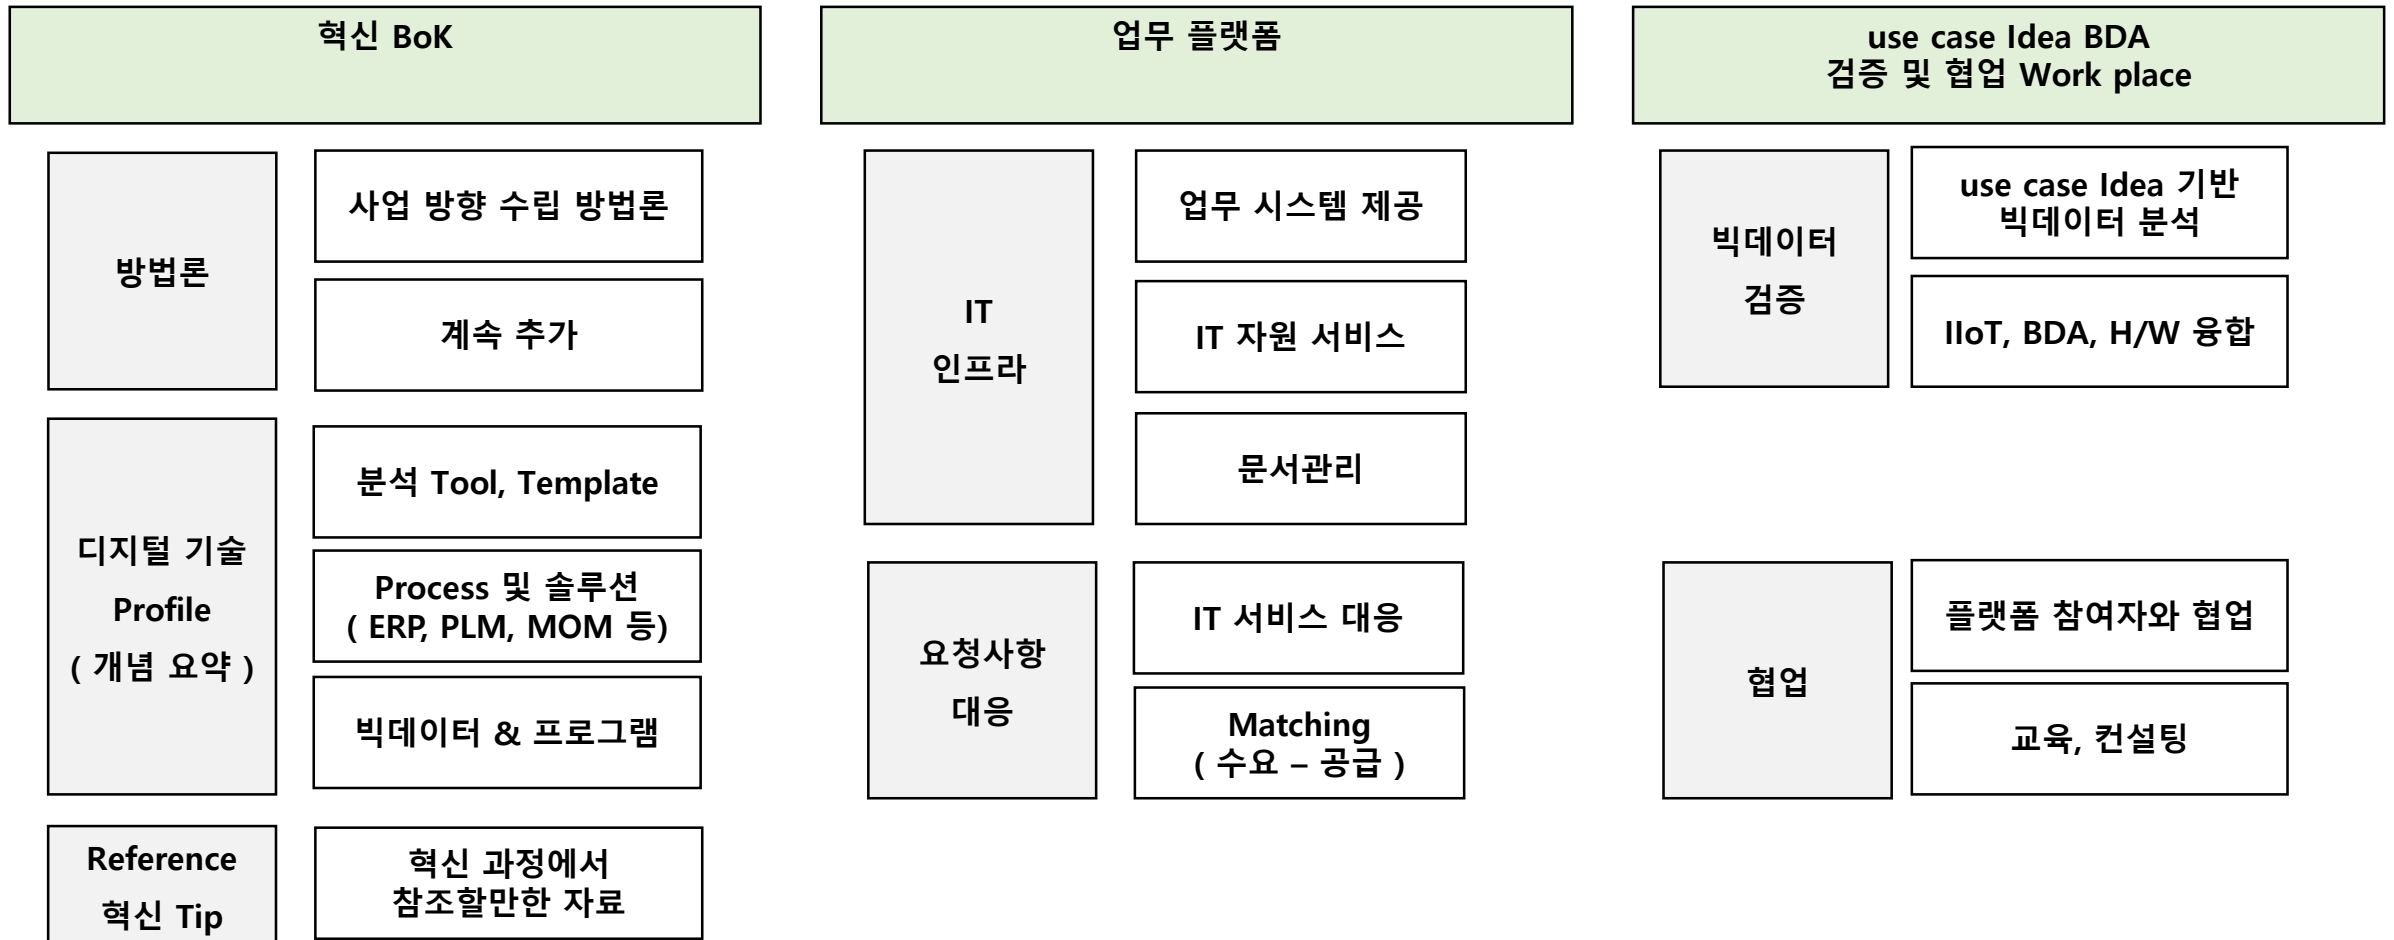 혁신 BoK
방법론
사업 방향 수립 방법론
계속 추가
디지털 기술
Profile
( 개념 요약 )
분석 Tool, Template
Process 및 솔루션
( ERP, PLM, MOM 등)
빅데이터 & 프로그램
Reference
혁신 Tip
혁신 과정에서
참조할만한 자료
업무 플랫폼
IT
인프라
업무 시스템 제공
IT 자원 서비스
문서관리
요청사항
대응
IT 서비스 대응
Matching
( 수요 – 공급 )
use case Idea BDA
검증 및 협업 Work place
빅데이터
검증
use case Idea 기반
빅데이터 분석
IIoT, BDA, H/W 융합
협업
플랫폼 참여자와 협업
교육, 컨설팅